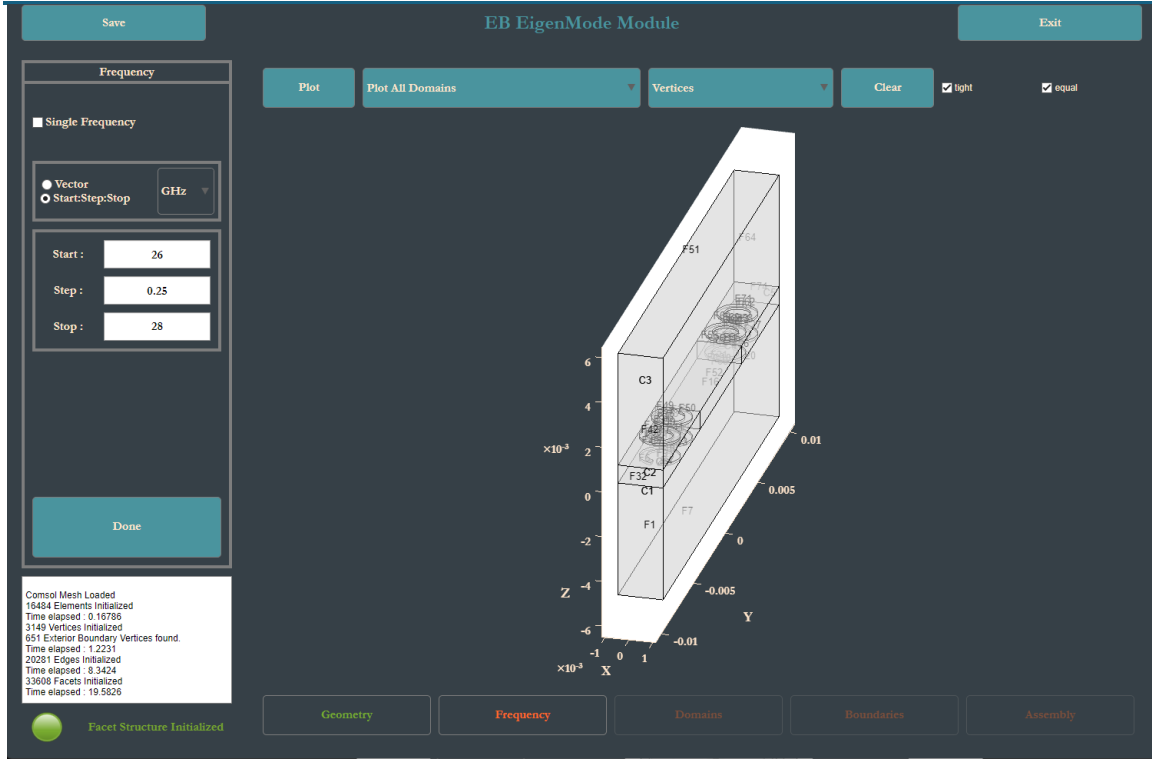 Save
EB EigenMode Module
Exit
Frequency
Plot
Plot All Domains
Vertices
Clear
tight
equal
Single Frequency
Vector
Start:Step:Stop
GHz
Start :
26
Step :
0.25
Stop :
28
Done
Comsol Mesh Loaded
16484 Elements Initialized
Time elapsed : 0.16786
3149 Vertices Initialized
651 Exterior Boundary Vertices found.
Time elapsed : 1.2231
20281 Edges Initialized
Time elapsed : 8.3424
33608 Facets Initialized
Time elapsed : 19.5826
Facet Structure Initialized
F64
F51
F71
F52
F16
C3
F49
F50
F42
F32
C2
C1
F1
F7
6
4
×10⁻³
2
0
-2
Z
-4
-6
-1
0
1
×10⁻³
X
-0.01
-0.005
Y
0
0.005
0.01
Geometry
Frequency
Domains
Boundaries
Assembly